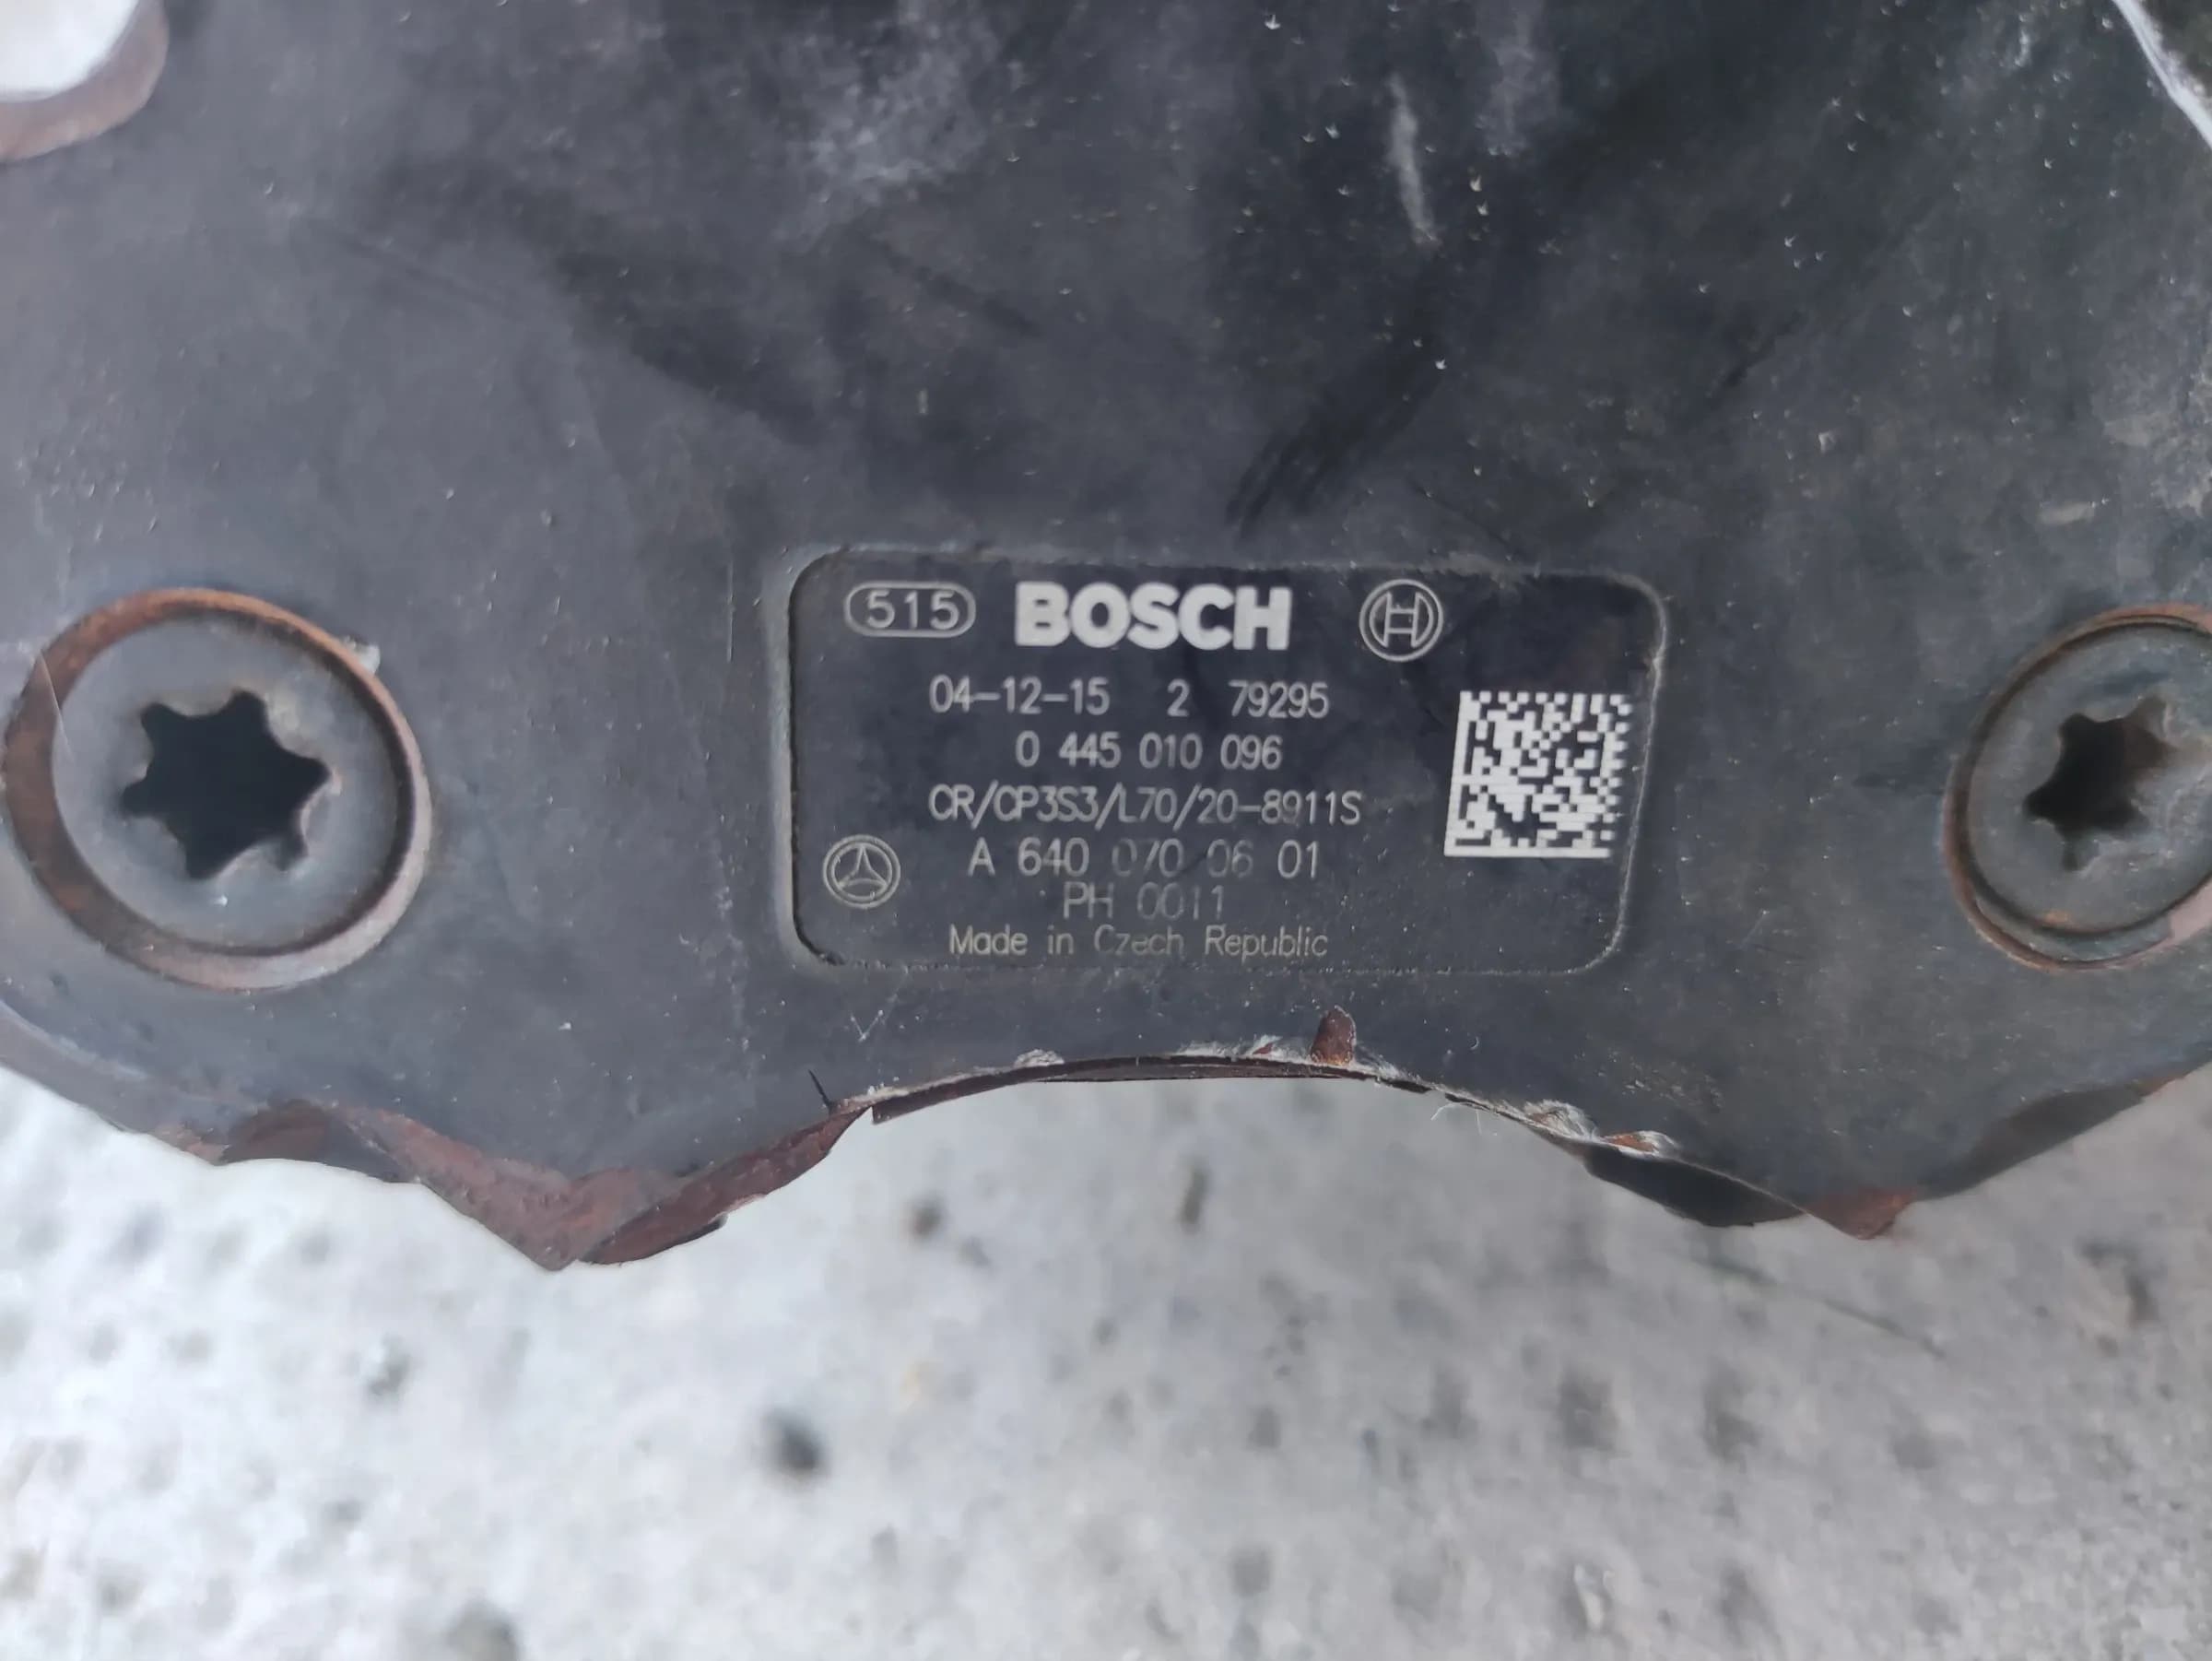 515 BOSCH
04-12-15 2 79295
0 445 010 096
CR/CP3S3/L70/20-8911S
A 640 070 06 01
PH 0011
Made in Czech Republic